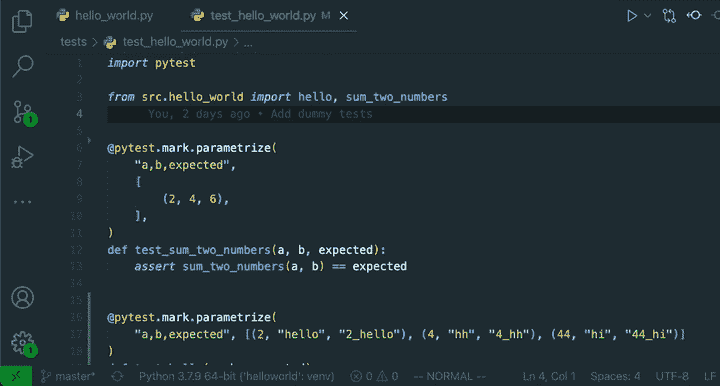 hello_world.py
test_hello_world.py M
tests > test_hello_world.py > ...
1 import pytest
2
3 from src.hello_world import hello, sum_two_numbers
4 You, 2 days ago • Add dummy tests
5
6 @pytest.mark.parametrize(
7 "a,b,expected",
8 [
9 (2, 4, 6),
10 ],
11 )
12 def test_sum_two_numbers(a, b, expected):
13 assert sum_two_numbers(a, b) == expected
14
15
16 @pytest.mark.parametrize(
17 "a,b,expected", [(2, "hello", "2_hello"), (4, "hh", "4_hh"), (44, "hi", "44_hi")]
18 )
1
1
master* Python 3.7.9 64-bit ('helloworld': venv) 0 0 -- NORMAL -- Ln 4, Col 1 Spaces: 4 UTF-8 LF